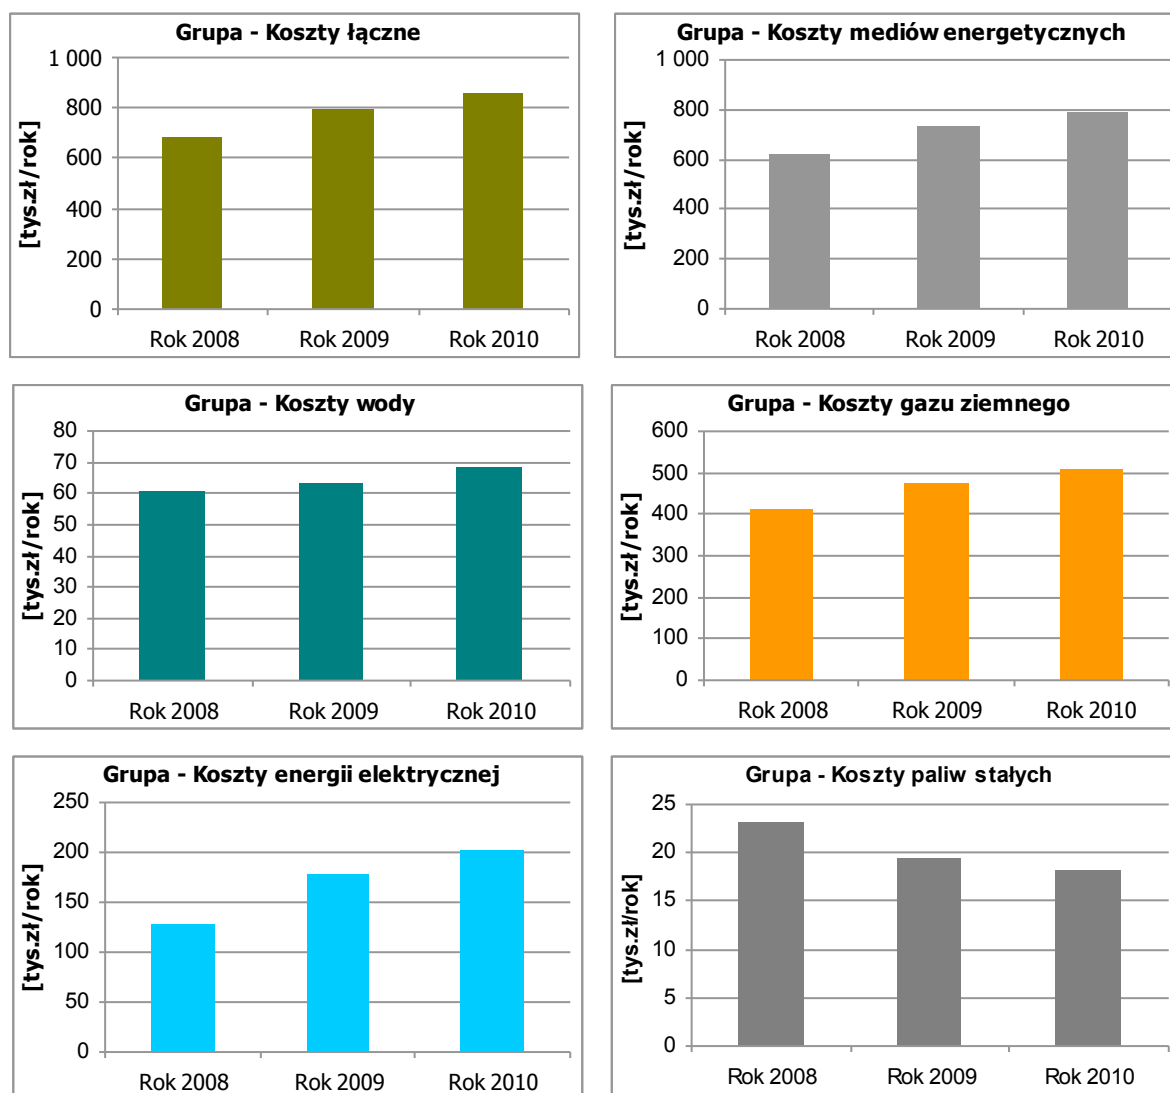 Grupa - Koszty łączne
[tys.zł/rok]
1 000
800
600
400
200
0
Rok 2008 Rok 2009 Rok 2010
Grupa - Koszty mediów energetycznych
[tys.zł/rok]
1 000
800
600
400
200
0
Rok 2008 Rok 2009 Rok 2010
Grupa - Koszty wody
[tys.zł/rok]
80
70
60
50
40
30
20
10
0
Rok 2008 Rok 2009 Rok 2010
Grupa - Koszty gazu ziemnego
[tys.zł/rok]
600
500
400
300
200
100
0
Rok 2008 Rok 2009 Rok 2010
Grupa - Koszty energii elektrycznej
[tys.zł/rok]
250
200
150
100
50
0
Rok 2008 Rok 2009 Rok 2010
Grupa - Koszty paliw stałych
[tys.zł/rok]
25
20
15
10
5
0
Rok 2008 Rok 2009 Rok 2010